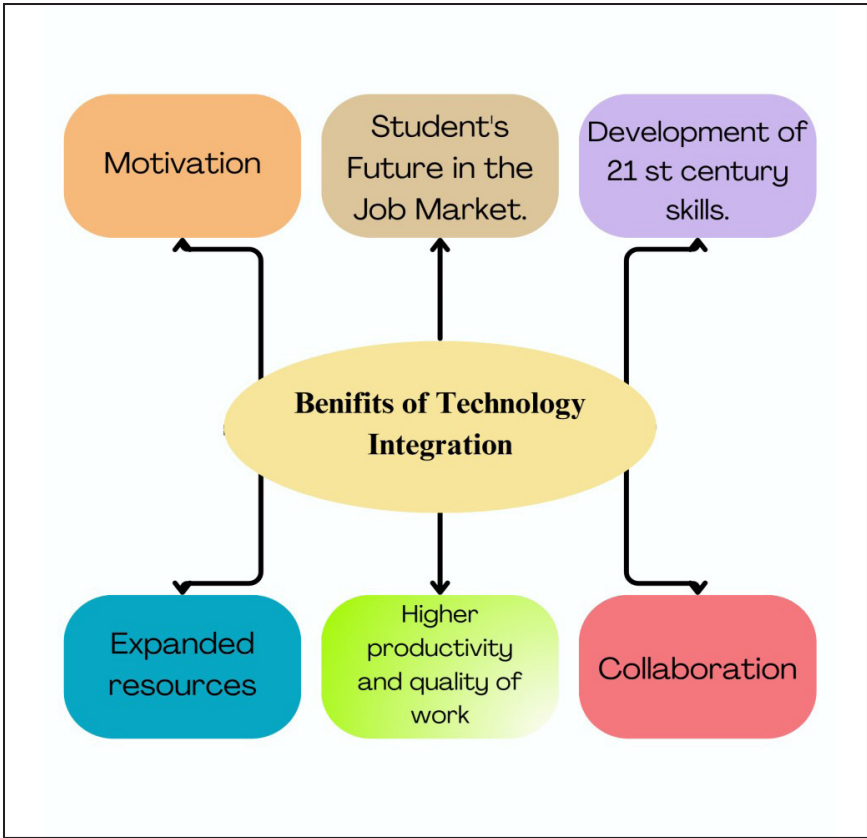 Motivation
Student's
Future in the
Job Market.
Development of
21 st century
skills.
Benifits of Technology
Integration
Expanded
resources
Higher
productivity
and quality of
work
Collaboration